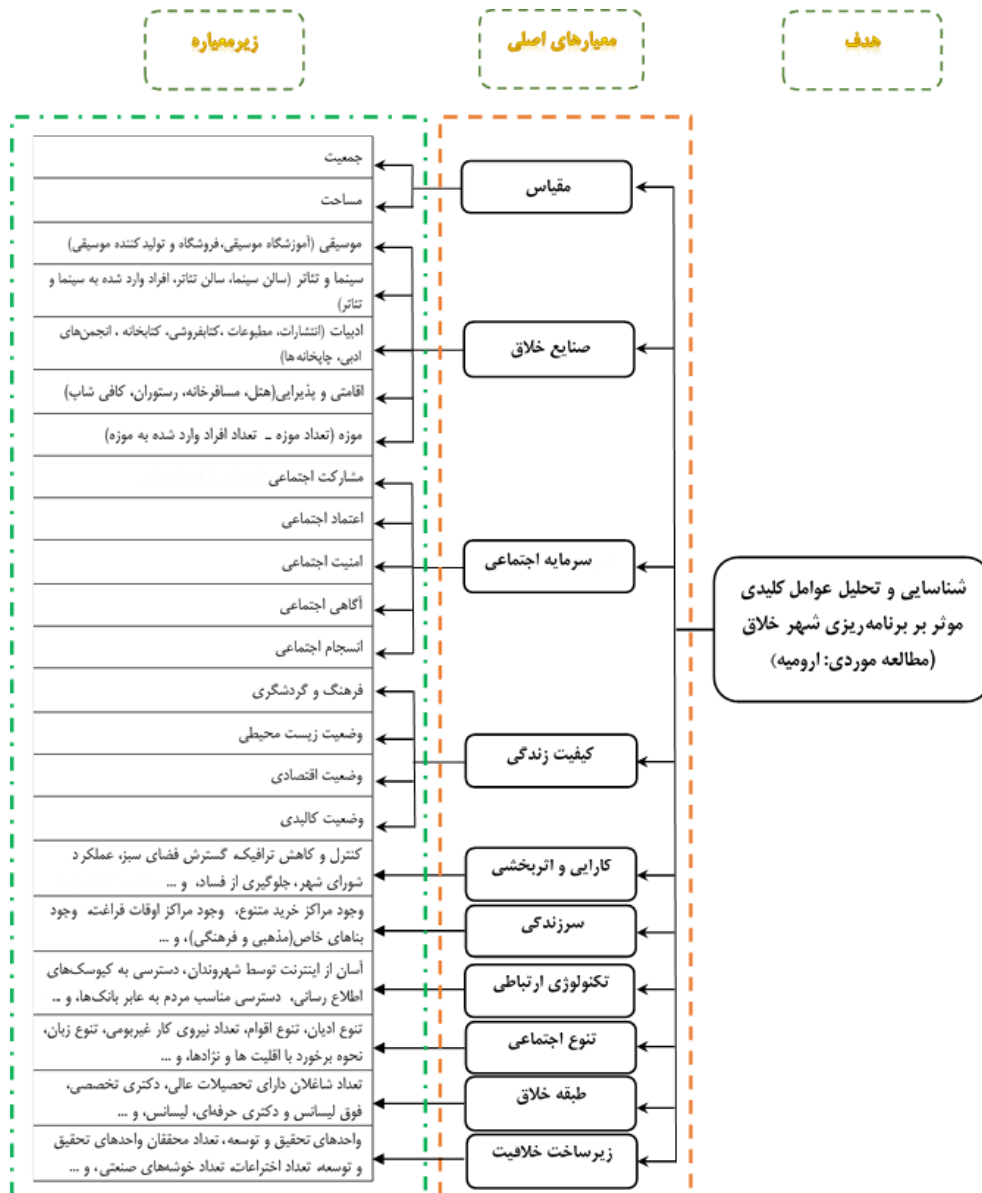 هدف
معیارهای اصلی
زیرمعیاره
شناسایی و تحلیل عوامل کلیدی
موثر بر برنامه‌ریزی شهر خلاق
(مطالعه موردی: ارومیه)
مقیاس
جمعیت
مساحت
صنایع خلاق
موسیقی (آموزشگاه موسیقی،فروشگاه و تولید کننده موسیقی)
سینما و تئاتر (سالن سینما، سالن تئاتر، افراد وارد شده به سینما و
تئاتر)
ادبیات (انتشارات، مطبوعات ،کتابفروشی، کتابخانه ، انجمن‌های
ادبی، چاپخانه ها)
اقامتی و پذیرایی(هتل، مسافرخانه، رستوران، کافی شاپ)
موزه (تعداد موزه – تعداد افراد وارد شده به موزه)
سرمایه اجتماعی
مشارکت اجتماعی
اعتماد اجتماعی
امنیت اجتماعی
آگاهی اجتماعی
انسجام اجتماعی
کیفیت زندگی
فرهنگ و گردشگری
وضعیت زیست محیطی
وضعیت اقتصادی
وضعیت کالبدی
کارایی و اثربخشی
کنترل و کاهش ترافیک، گسترش فضای سبز، عملکرد
شورای شهر، جلوگیری از فساد، و ...
سرزندگی
وجود مراکز خرید متنوع، وجود مراکز اوقات فراغت، وجود
بناهای خاص(مذهبی و فرهنگی)، و ...
تکنولوژی ارتباطی
آسان از اینترنت توسط شهروندان، دسترسی به کیوسک‌های
اطلاع رسانی، دسترسی مناسب مردم به عابر بانک‌ها، و ...
تنوع اجتماعی
تنوع ادیان، تنوع اقوام، تعداد نیروی کار غیربومی، تنوع زبان،
نحوه برخورد با اقلیت ها و نژادها، و ...
طبقه خلاق
تعداد شاغلان دارای تحصیلات عالی، دکتری تخصصی،
فوق لیسانس و دکتری حرفه‌ای، لیسانس، و ...
زیرساخت خلاقیت
واحدهای تحقیق و توسعه، تعداد محققان واحدهای تحقیق
و توسعه، تعداد اختراعات، تعداد خوشه‌های صنعتی، و ...